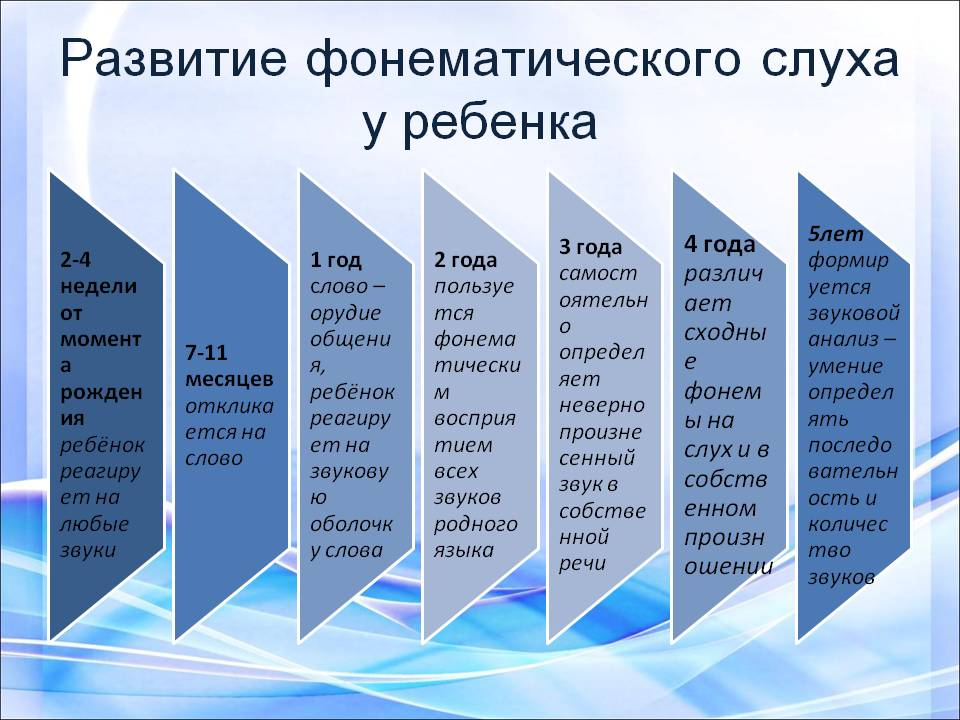 Развитие фонематического слуха
у ребенка
2-4
недели
от
момент
а
рожден
ия
ребёнок
реагиру
ет на
любые
звуки
7-11
месяцев
отклика
ется на
слово
1 год
слово –
орудие
общени
я,
ребёнок
реагиру
ет на
звукову
ю
оболочк
у слова
2 года
пользуе
тся
фонема
тически
м
восприя
тием
всех
звуков
родного
языка
3 года
самост
оятельн
о
определ
яет
неверно
произне
сенный
звук в
собстве
нной
речи
4 года
различ
ает
сходны
е
фонем
ы на
слух и в
собств
енном
произн
ошении
5лет
формир
уется
звуковой
анализ –
умение
определ
ять
последо
вательн
ость и
количес
тво
звуков